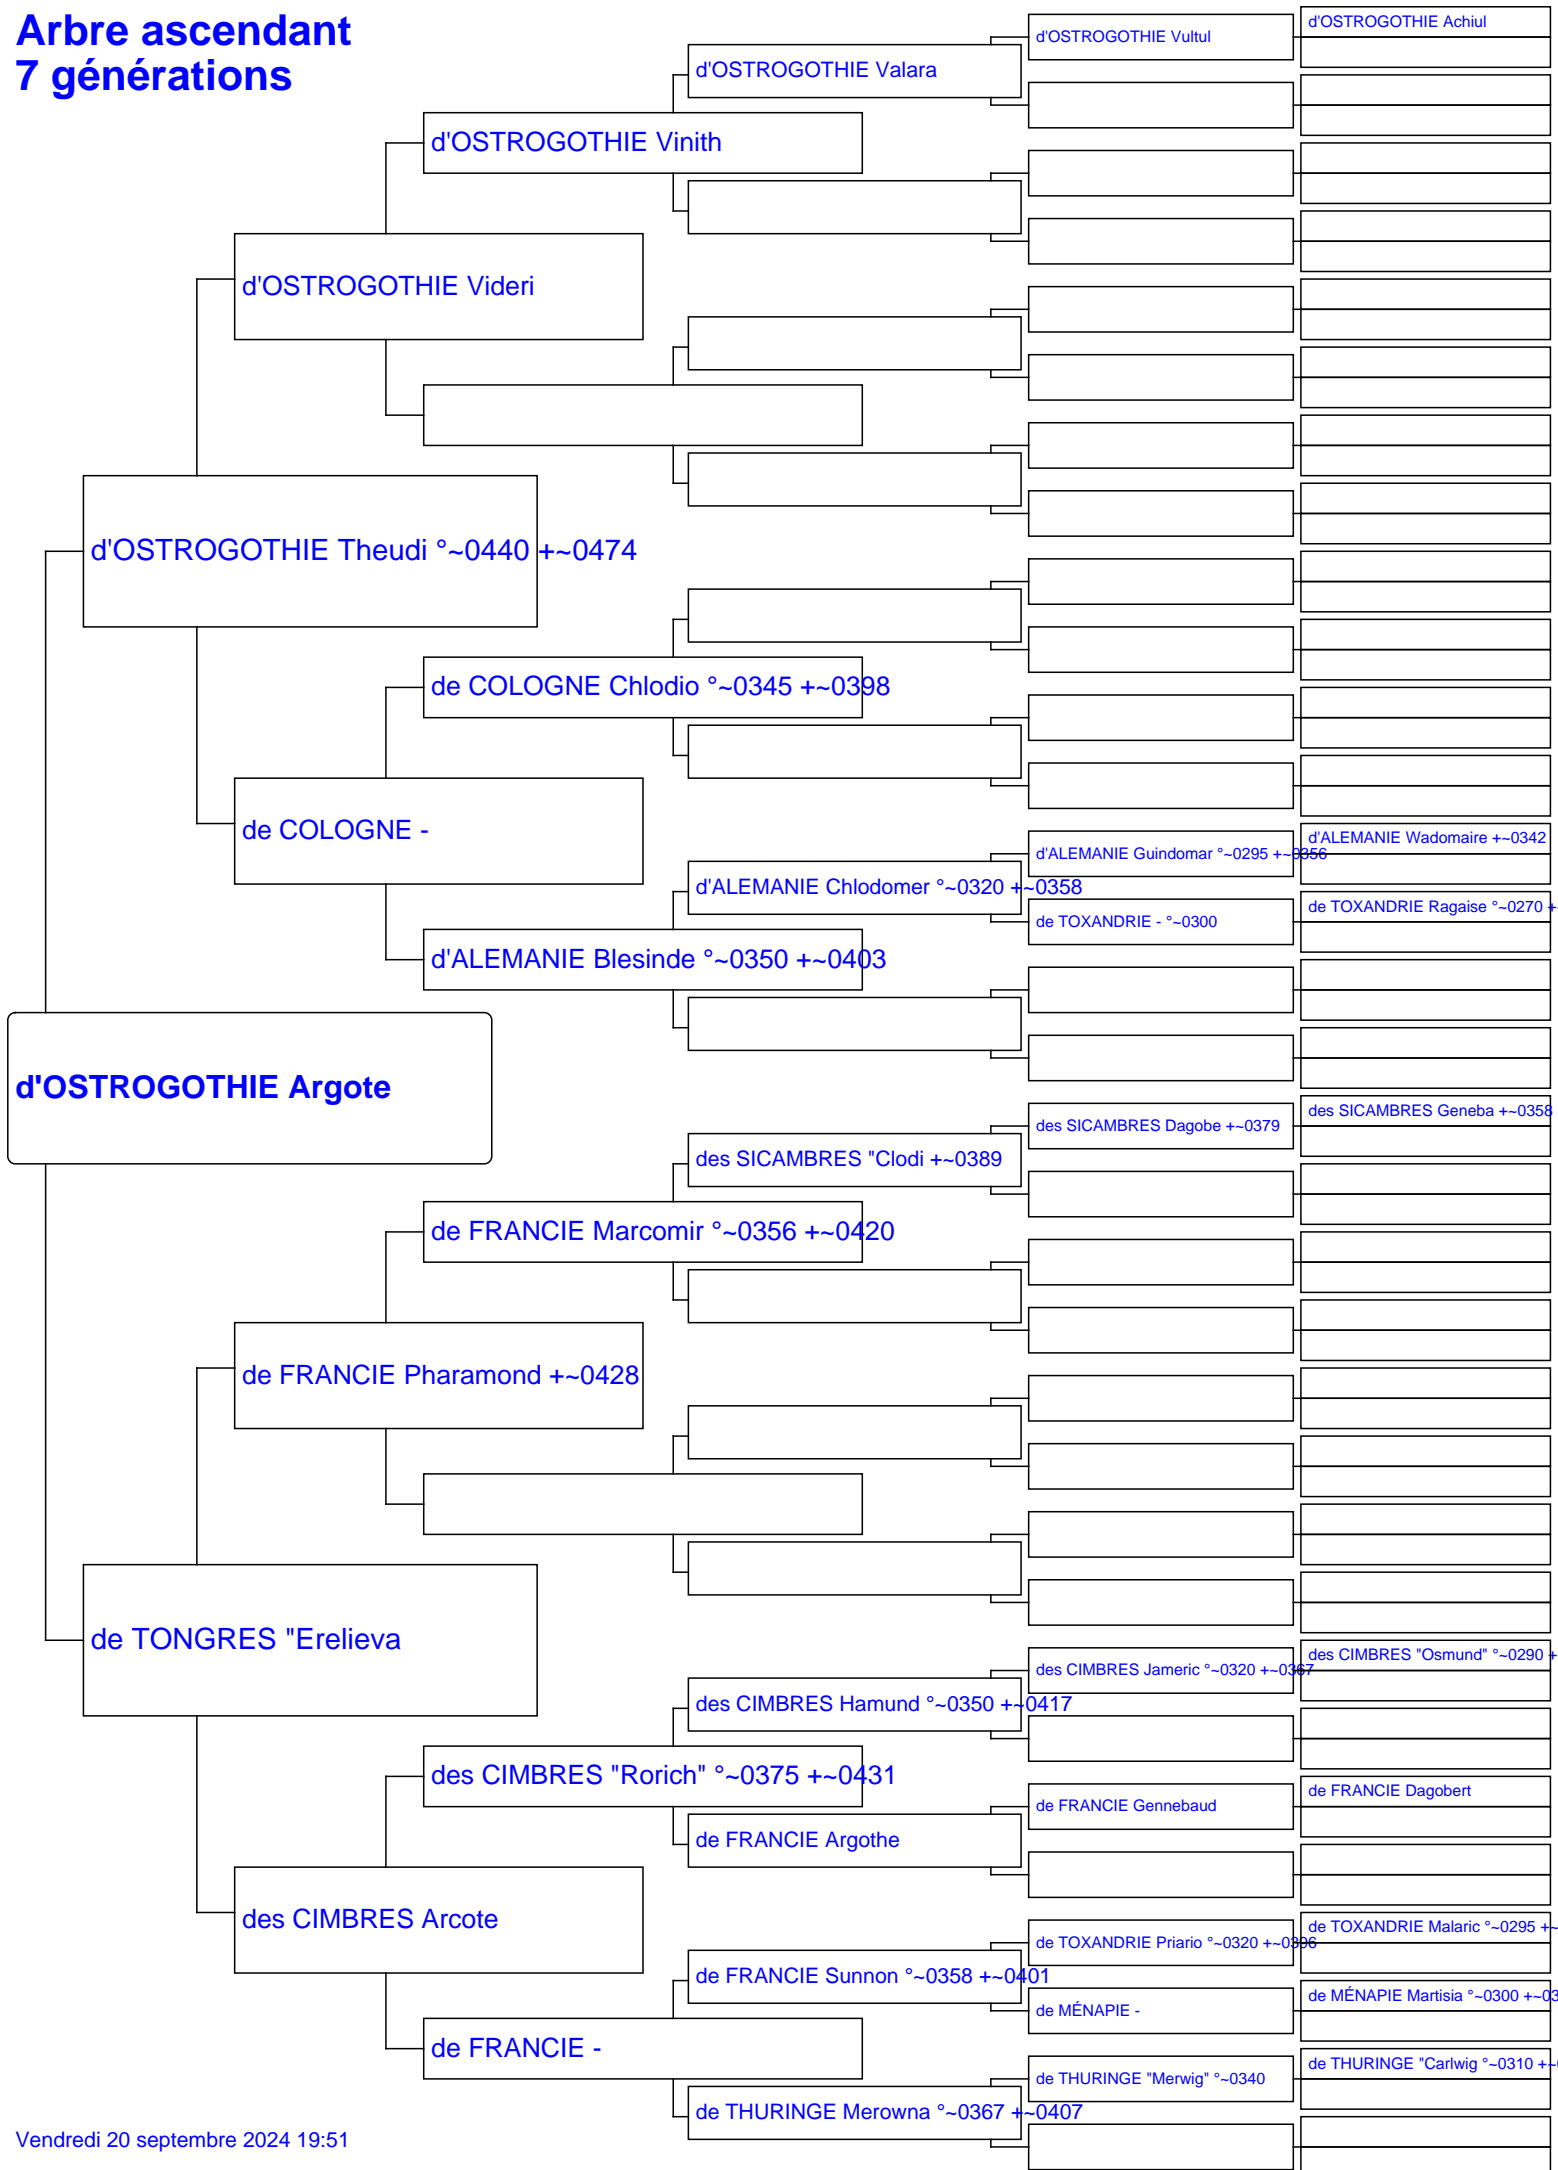 Arbre ascendant
7 générations
d'OSTROGOTHIE Achiul
d'OSTROGOTHIE Vultul
d'OSTROGOTHIE Valara
d'OSTROGOTHIE Vinith
d'OSTROGOTHIE Videri
d'OSTROGOTHIE Theudi °~0440 +~0474
de COLOGNE Chlodio °~0345 +~0398
de COLOGNE -
d'ALEMANIE Wadomaire +~0342
d'ALEMANIE Guindomar °~0295 +~0356
d'ALEMANIE Chlodomer °~0320 +~0358
de TOXANDRIE Ragaise °~0270 +
de TOXANDRIE - °~0300
d'ALEMANIE Blesinde °~0350 +~0403
d'OSTROGOTHIE Argote
des SICAMBRES Geneba +~0358
des SICAMBRES Dagobe +~0379
des SICAMBRES "Clodi +~0389
de FRANCIE Marcomir °~0356 +~0420
de FRANCIE Pharamond +~0428
de TONGRES "Erelieva
des CIMBRES "Osmund" °~0290 +
des CIMBRES Jameric °~0320 +~0367
des CIMBRES Hamund °~0350 +~0417
des CIMBRES "Rorich" °~0375 +~0431
de FRANCIE Dagobert
de FRANCIE Gennebaud
de FRANCIE Argothe
des CIMBRES Arcote
de TOXANDRIE Malaric °~0295 +~
de TOXANDRIE Priario °~0320 +~0396
de FRANCIE Sunnon °~0358 +~0401
de MÉNAPIE Martisia °~0300 +~03
de MÉNAPIE -
de FRANCIE -
de THURINGE "Carlwig °~0310 +~
de THURINGE "Merwig" °~0340
de THURINGE Merowna °~0367 +~0407
Vendredi 20 septembre 2024 19:51